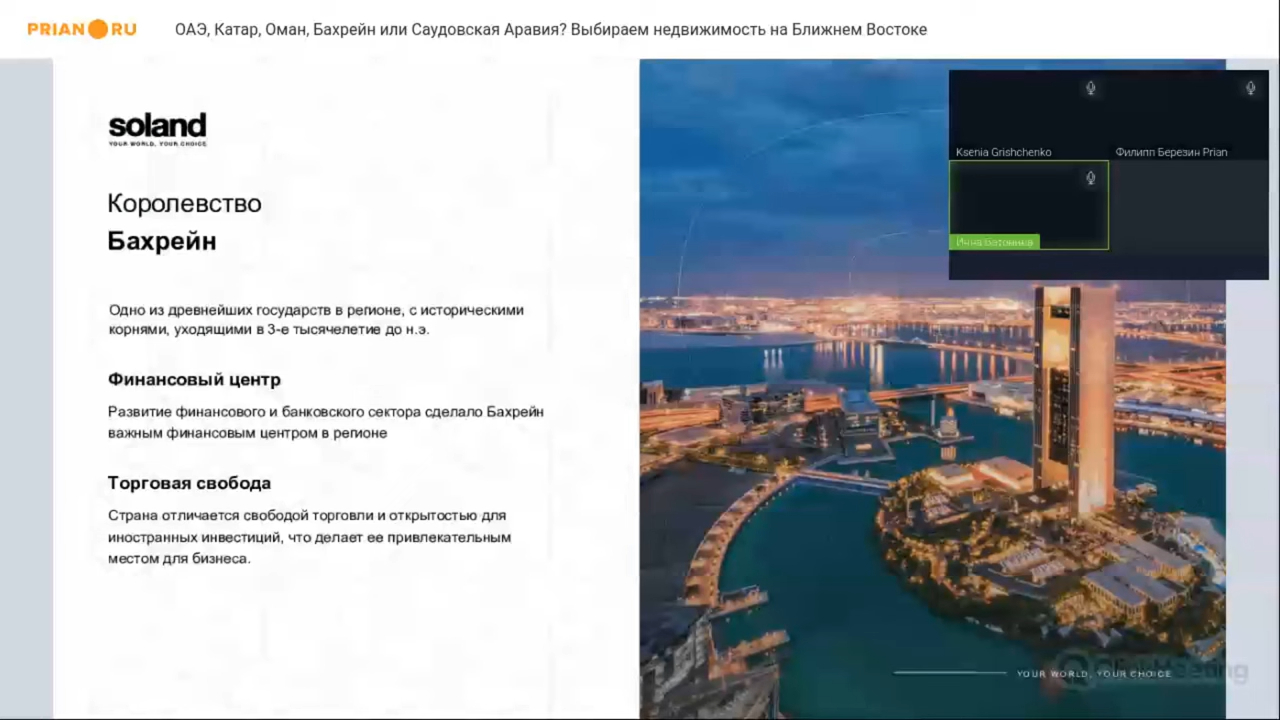 PRIAN.RU
ОАЭ, Катар, Оман, Бахрейн или Саудовская Аравия? Выбираем недвижимость на Ближнем Востоке
soland
YOUR WORLD, YOUR CHOICE
Королевство
Бахрейн
Одно из древнейших государств в регионе, с историческими
корнями, уходящими в 3-е тысячелетие до н.э.
Финансовый центр
Развитие финансового и банковского сектора сделало Бахрейн
важным финансовым центром в регионе
Торговая свобода
Страна отличается свободой торговли и открытостью для
иностранных инвестиций, что делает ее привлекательным
местом для бизнеса.
Ksenia Grishchenko
Филипп Березин Prian
Инна
YOUR WORLD, YOUR CHOICE
ClickMeeting